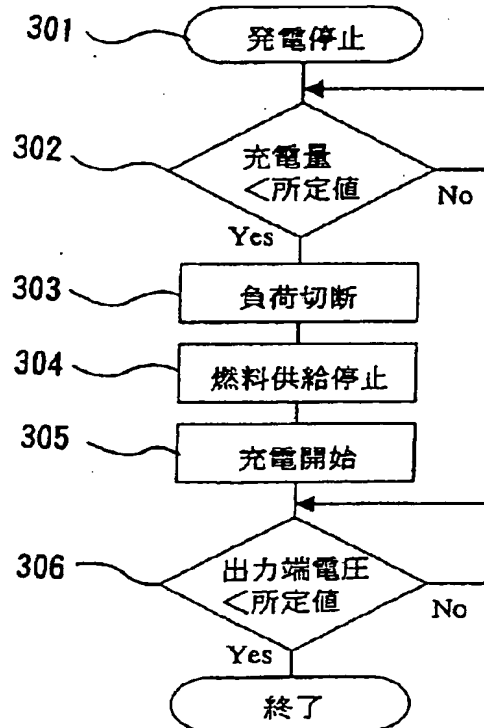 301
発電停止
302
充電量
<所定値
No
Yes
303
負荷切断
304
燃料供給停止
305
充電開始
306
出力端電圧
<所定値
No
Yes
終了